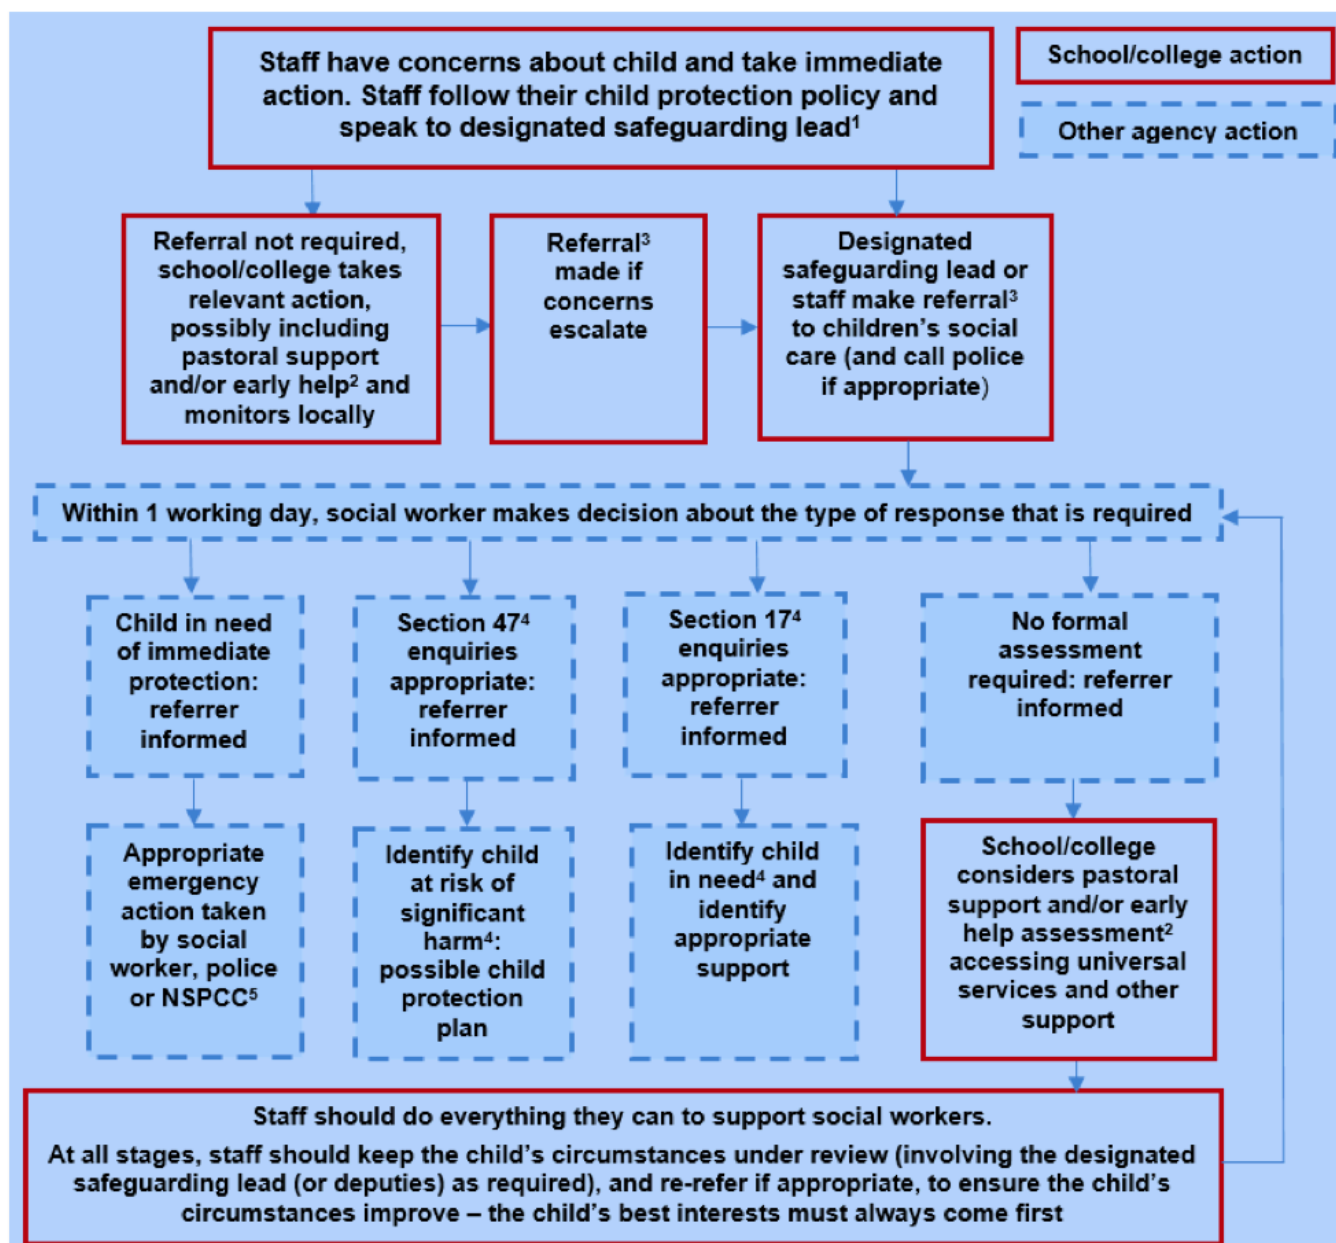 Staff have concerns about child and take immediate
action. Staff follow their child protection policy and
speak to designated safeguarding lead¹
School/college action
Other agency action
Referral not required,
school/college takes
relevant action,
possibly including
pastoral support
and/or early help² and
monitors locally
Referral³
made if
concerns
escalate
Designated
safeguarding lead or
staff make referral³
to children’s social
care (and call police
if appropriate)
Within 1 working day, social worker makes decision about the type of response that is required
Child in need
of immediate
protection:
referrer
informed
Section 47⁴
enquiries
appropriate:
referrer
informed
Section 17⁴
enquiries
appropriate:
referrer
informed
No formal
assessment
required: referrer
informed
Appropriate
emergency
action taken
by social
worker, police
or NSPCC⁵
Identify child
at risk of
significant
harm⁴:
possible child
protection
plan
Identify child
in need⁴ and
identify
appropriate
support
School/college
considers pastoral
support and/or early
help assessment²
accessing universal
services and other
support
Staff should do everything they can to support social workers.
At all stages, staff should keep the child’s circumstances under review (involving the designated
safeguarding lead (or deputies) as required), and re-refer if appropriate, to ensure the child’s
circumstances improve – the child’s best interests must always come first